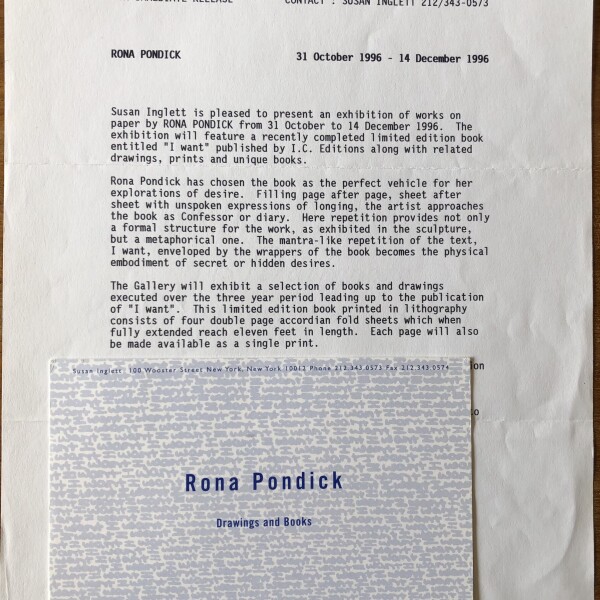 CONTACT : SUSAN INGLETT 212/343-0573
RONA PONDICK 31 October 1996 - 14 December 1996
Susan Inglett is pleased to present an exhibition of works on
paper by RONA PONDICK from 31 October to 14 December 1996. The
exhibition will feature a recently completed limited edition book
entitled "I want" published by I.C. Editions along with related
drawings, prints and unique books.
Rona Pondick has chosen the book as the perfect vehicle for her
explorations of desire. Filling page after page, sheet after
sheet with unspoken expressions of longing, the artist approaches
the book as Confessor or diary. Here repetition provides not only
a formal structure for the work, as exhibited in the sculpture,
but a metaphorical one. The mantra-like repetition of the text,
I want, enveloped by the wrappers of the book becomes the physical
embodiment of secret or hidden desires.
The Gallery will exhibit a selection of books and drawings
executed over the three year period leading up to the publication
of "I want". This limited edition book printed in lithography
consists of four double page accordian fold sheets which when
fully extended reach eleven feet in length. Each page will also
be made available as a single print.
Susan Inglett, 100 Wooster Street New York, New York 10012 Phone 212.343.0573 Fax 212.343.0574
Rona Pondick
Drawings and Books